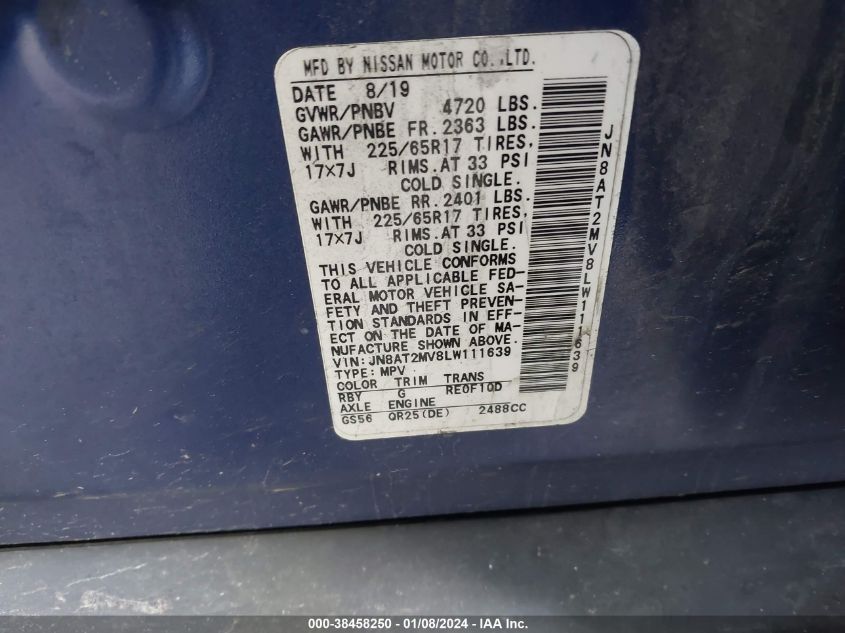 MFD BY NISSAN MOTOR CO.,LTD.
DATE 8/19
GVWR/PNBV 4720 LBS.
GAWR/PNBE FR. 2363 LBS.
WITH 225/65R17 TIRES,
17×7J RIMS. AT 33 PSI
COLD SINGLE.
GAWR/PNBE RR. 2401 LBS.
WITH 225/65R17 TIRES,
17×7J RIMS. AT 33 PSI
COLD SINGLE.
THIS VEHICLE CONFORMS
TO ALL APPLICABLE FED-
ERAL MOTOR VEHICLE SA-
FETY AND THEFT PREVEN-
TION STANDARDS IN EFF-
ECT ON THE DATE OF MA-
NUFACTURE SHOWN ABOVE.
VIN: JN8AT2MV8LW111639
TYPE: MPV
COLOR TRIM TRANS
RBY G RE0F10D
AXLE ENGINE
GS56 QR25(DE) 2488CC
JN8AT2MV8LW111639
000-38458250 - 01/08/2024 - IAA Inc.